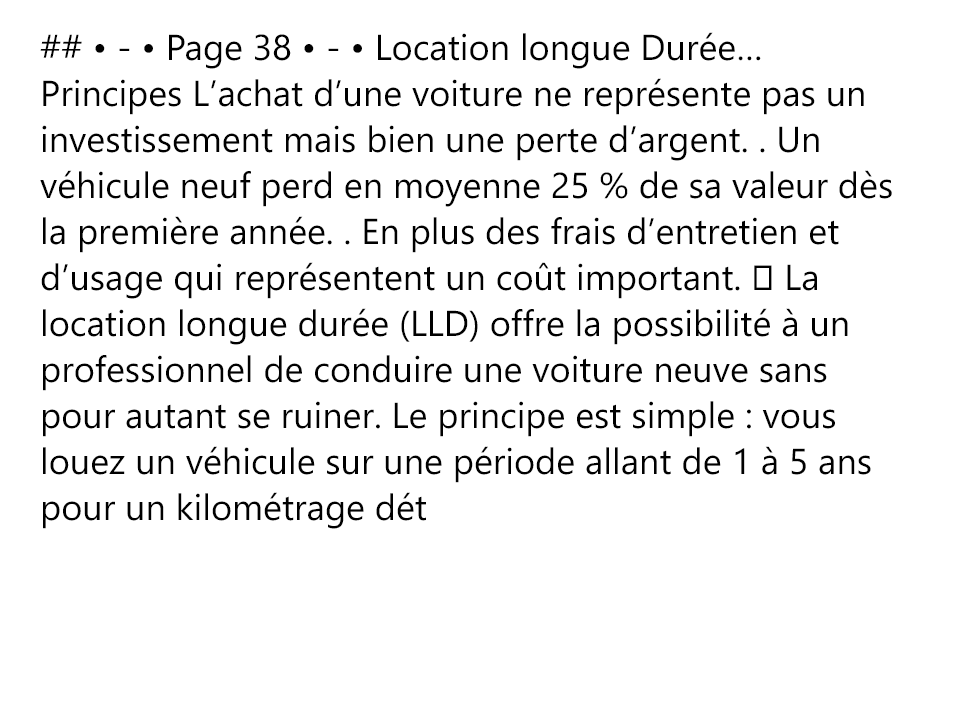 ## • - • Page 38 • - • Location longue Durée…
Principes L’achat d’une voiture ne représente pas un
investissement mais bien une perte d’argent. . Un
véhicule neuf perd en moyenne 25 % de sa valeur dès
la première année. . En plus des frais d’entretien et
d’usage qui représentent un coût important. 􀂾 La
location longue durée (LLD) offre la possibilité à un
professionnel de conduire une voiture neuve sans
pour autant se ruiner. Le principe est simple : vous
louez un véhicule sur une période allant de 1 à 5 ans
pour un kilométrage dét